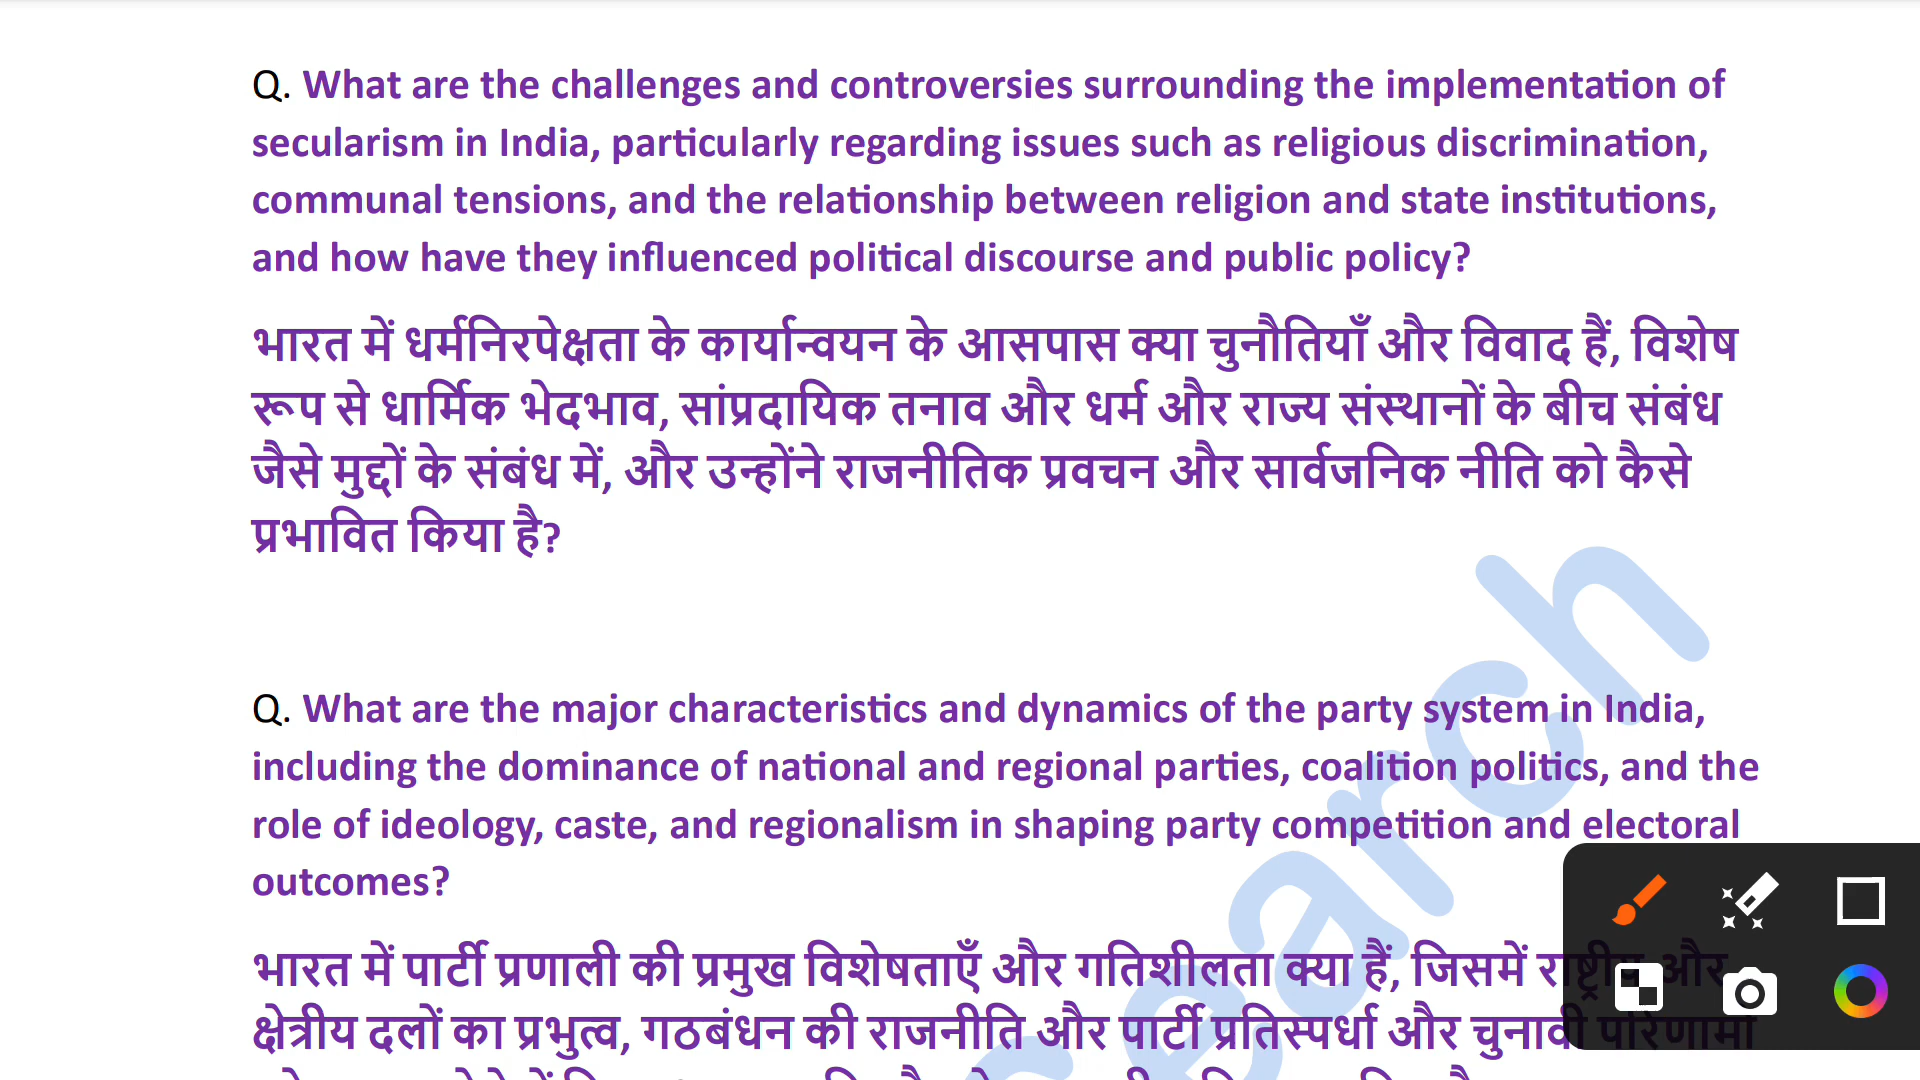 Q. What are the challenges and controversies surrounding the implementation of
secularism in India, particularly regarding issues such as religious discrimination,
communal tensions, and the relationship between religion and state institutions,
and how have they influenced political discourse and public policy?
भारत में धर्मनिरपेक्षता के कार्यान्वयन के आसपास क्या चुनौतियाँ और विवाद हैं, विशेष
रूप से धार्मिक भेदभाव, सांप्रदायिक तनाव और धर्म और राज्य संस्थानों के बीच संबंध
जैसे मुद्दों के संबंध में, और उन्होंने राजनीतिक प्रवचन और सार्वजनिक नीति को कैसे
प्रभावित किया है?
Q. What are the major characteristics and dynamics of the party system in India,
including the dominance of national and regional parties, coalition politics, and the
role of ideology, caste, and regionalism in shaping party competition and electoral
outcomes?
भारत में पार्टी प्रणाली की प्रमुख विशेषताएँ और गतिशीलता क्या हैं, जिसमें राष्ट्रीय और
क्षेत्रीय दलों का प्रभुत्व, गठबंधन की राजनीति और पार्टी प्रतिस्पर्धा और चुनावी परिणामों
earch